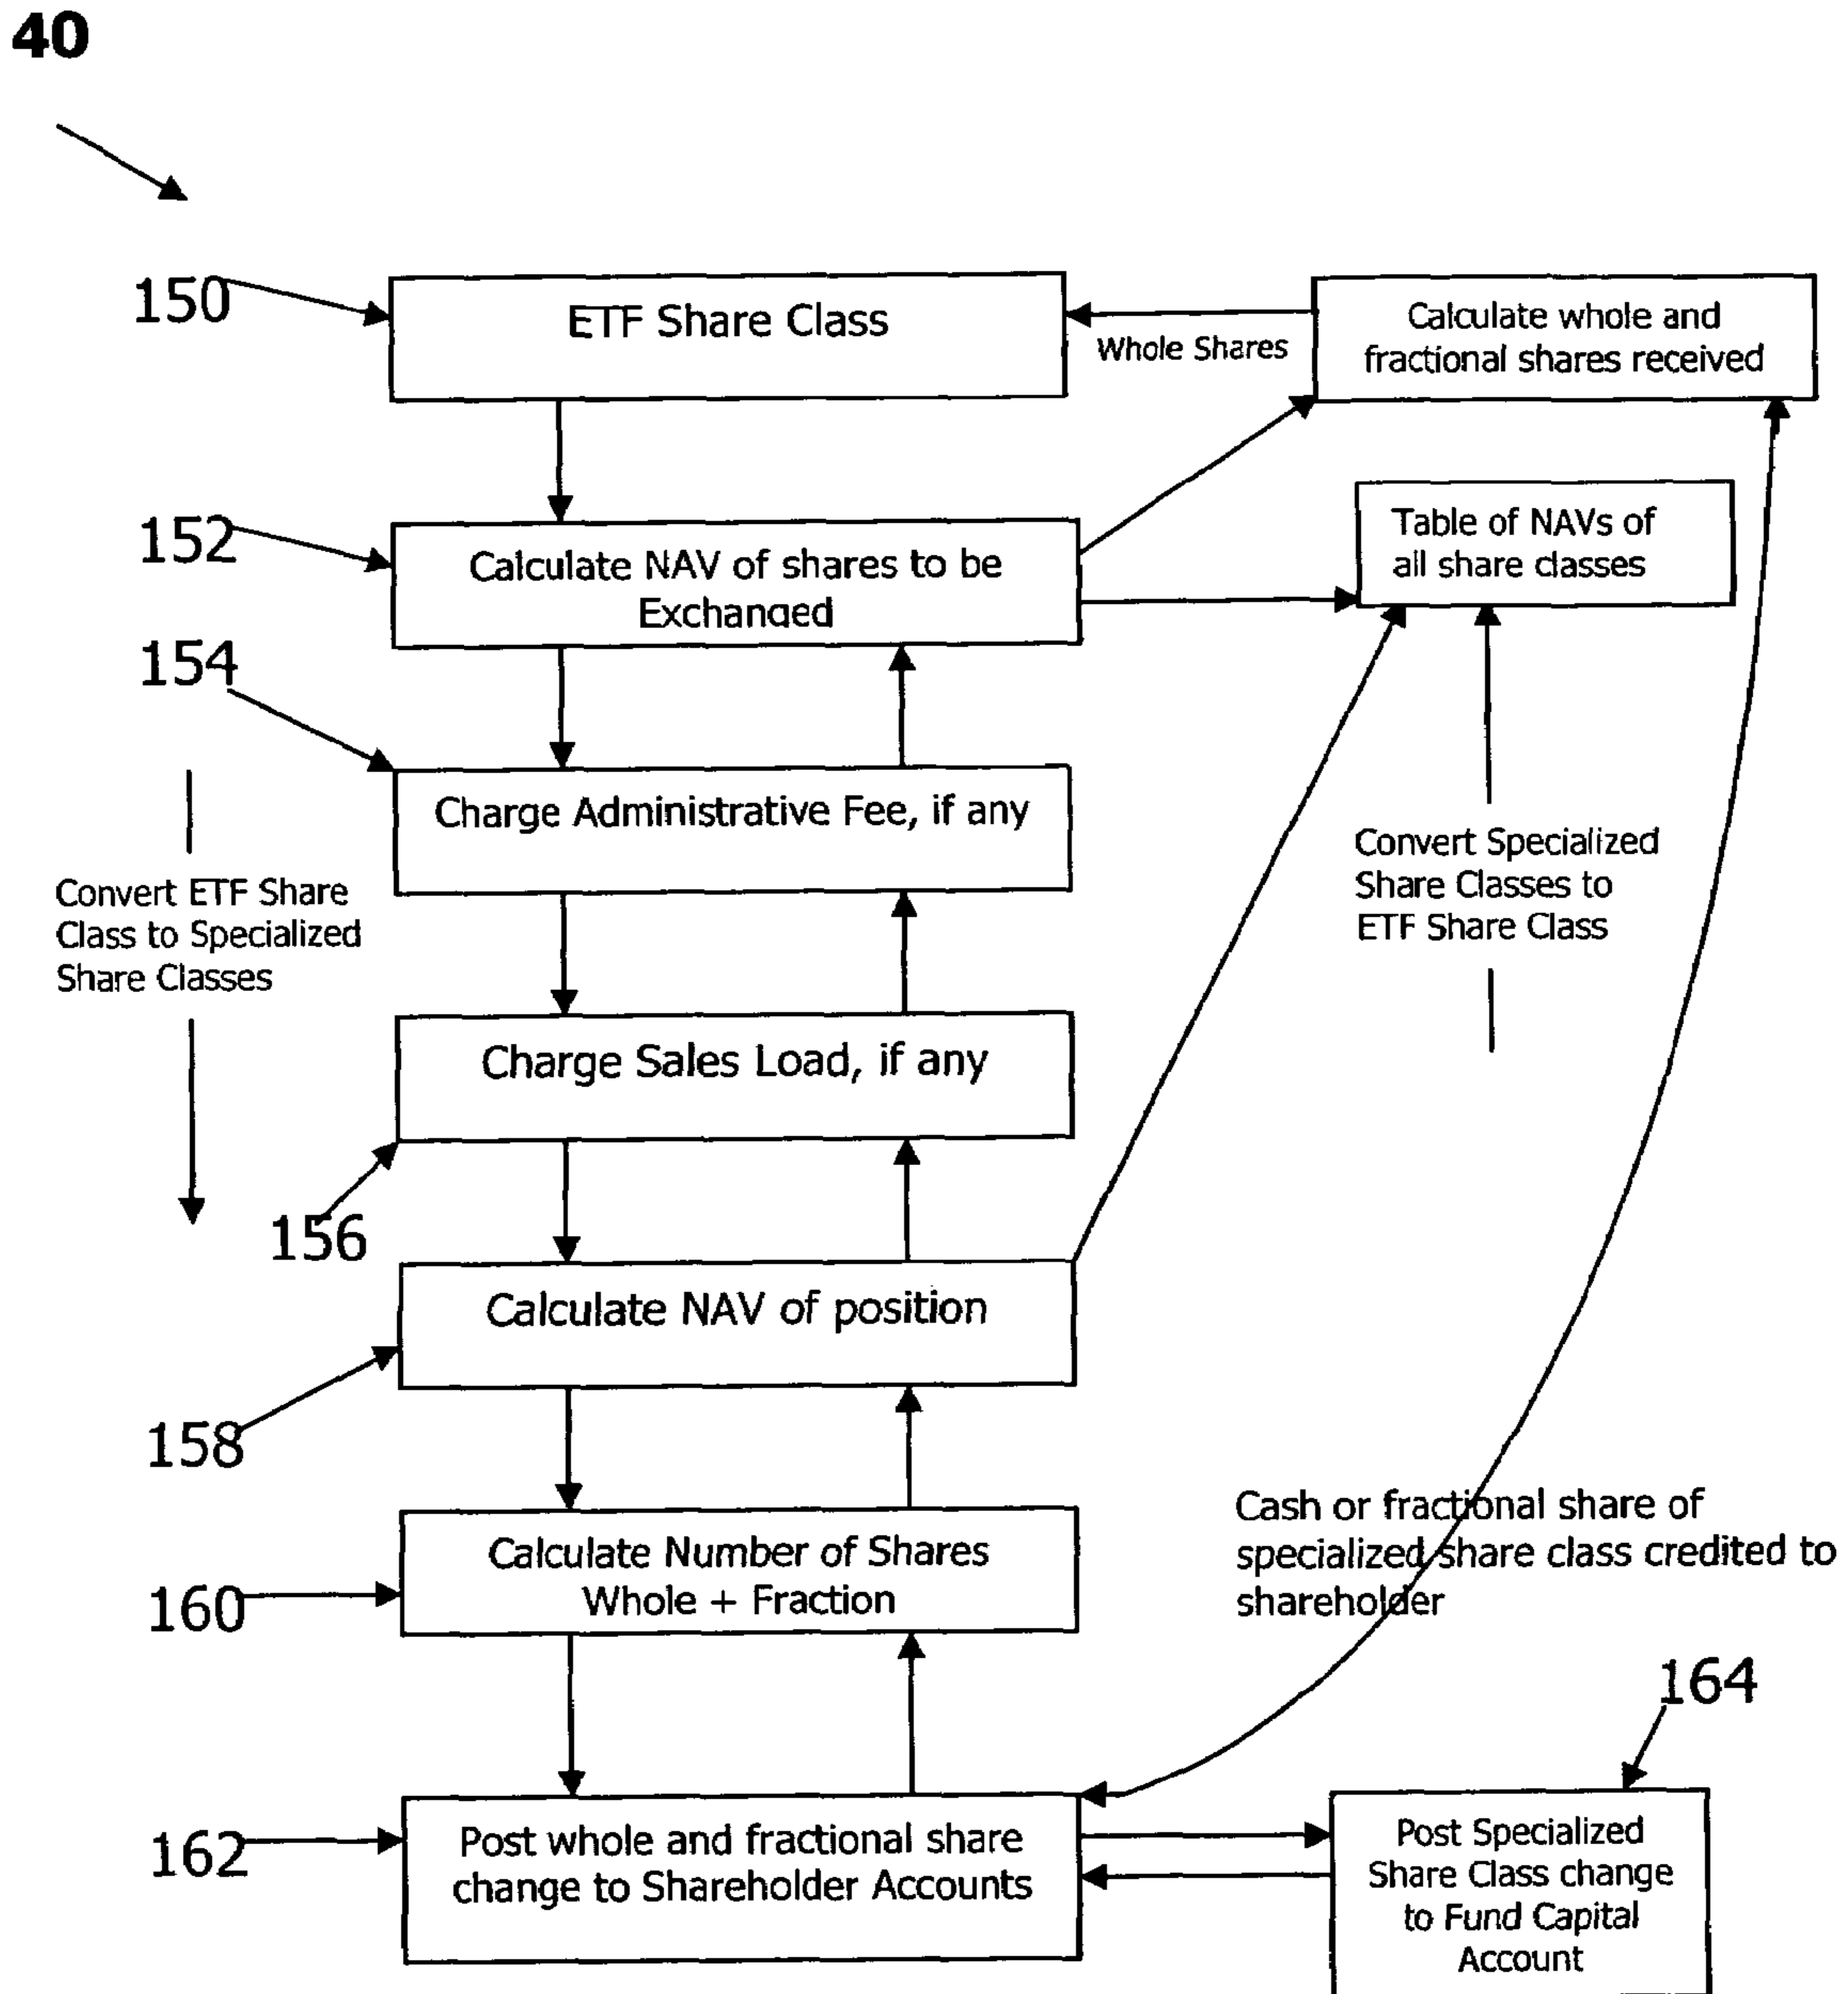 40
150
ETF Share Class
Whole Shares
Calculate whole and
fractional shares received
152
Calculate NAV of shares to be
Exchanged
Table of NAVs of
all share classes
154
Charge Administrative Fee, if any
Convert ETF Share
Class to Specialized
Share Classes
Convert Specialized
Share Classes to
ETF Share Class
Charge Sales Load, if any
156
Calculate NAV of position
158
Calculate Number of Shares
Whole + Fraction
160
Cash or fractional share of
specialized share class credited to
shareholder
164
162
Post whole and fractional share
change to Shareholder Accounts
Post Specialized
Share Class change
to Fund Capital
Account